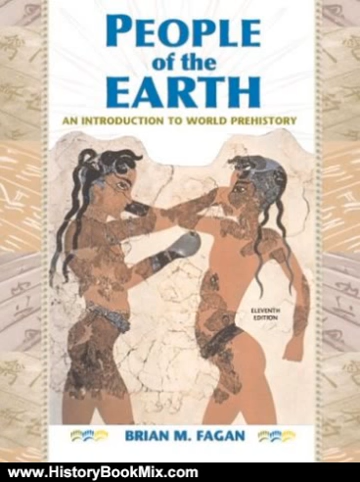 PEOPLE
of the
EARTH
AN INTRODUCTION TO WORLD PREHISTORY
ELEVENTH
EDITION
BRIAN M. FAGAN
www.HistoryBookMix.com